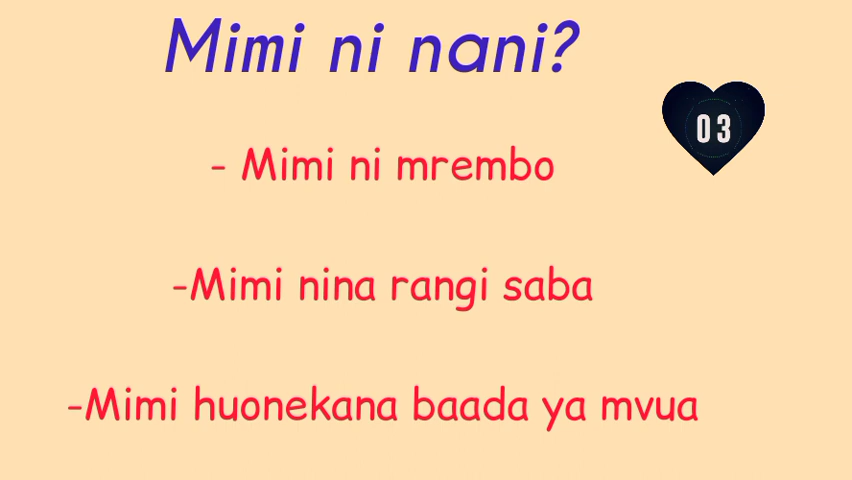 Mimi ni nani?
03
- Mimi ni mrembo
-Mimi nina rangi saba
-Mimi huonekana baada ya mvua